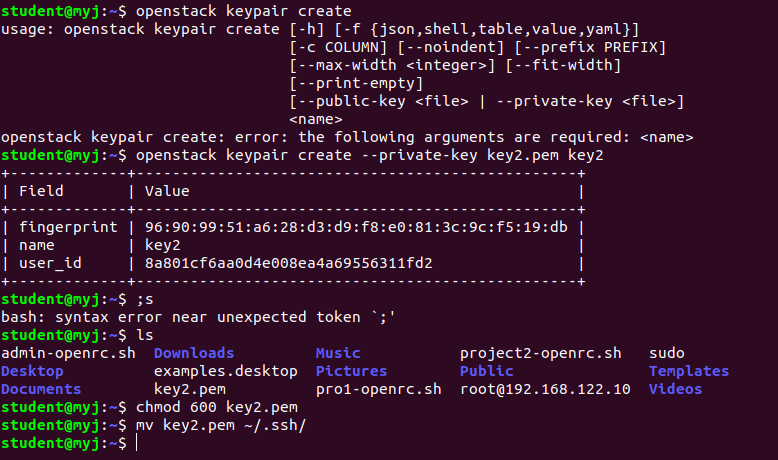 student@myj:~$ openstack keypair create
usage: openstack keypair create [-h] [-f {json,shell,table,value,yaml}]
                                [-c COLUMN] [--noindent] [--prefix PREFIX]
                                [--max-width <integer>] [--fit-width]
                                [--print-empty]
                                [--public-key <file> | --private-key <file>]
                                <name>
openstack keypair create: error: the following arguments are required: <name>
student@myj:~$ openstack keypair create --private-key key2.pem key2
+-------------+-------------------------------------------------+
| Field       | Value                                           |
+-------------+-------------------------------------------------+
| fingerprint | 96:90:99:51:a6:28:d3:d9:f8:e0:81:3c:9c:f5:19:db |
| name        | key2                                            |
| user_id     | 8a801cf6aa0d4e008ea4a69556311fd2                |
+-------------+-------------------------------------------------+
student@myj:~$ ;s
bash: syntax error near unexpected token `;'
student@myj:~$ ls
admin-openrc.sh  Downloads         Music           project2-openrc.sh   sudo
Desktop          examples.desktop  Pictures        Public               Templates
Documents        key2.pem          pro1-openrc.sh  root@192.168.122.10  Videos
student@myj:~$ chmod 600 key2.pem
student@myj:~$ mv key2.pem ~/.ssh/
student@myj:~$